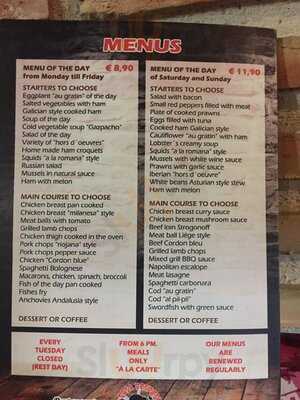 MENUS
MENU OF THE DAY € 8,90
from Monday till Friday
STARTERS TO CHOOSE
Eggplant "au gratin" of the day
Salted vegetables with ham
Galician style cooked ham
Soup of the day
Cold vegetable soup "Gazpacho"
Salad of the day
Variety of "hors d´oeuvres"
Home made ham croquets
Squids "a la romana" style
Russian salad
Mussels in natural sauce
Ham with melon
MAIN COURSE TO CHOOSE
Chicken breast pan cooked
Chicken breast "milanesa" style
Meat balls with tomato
Grilled lamb chops
Chicken thigh cooked in the oven
Pork chops "riojana" style
Pork chops pepper sauce
Chicken "Cordon blue"
Spaghetti Bolognese
Macaroni, chicken, spinach, broccoli
Fish of the day pan cooked
Fishes fry
Anchovies Andalusia style
DESSERT OR COFFEE
MENU OF THE DAY € 11,90
of Saturday and Sunday
STARTERS TO CHOOSE
Salad with bacon
Small red peppers filled with meat
Plate of cooked prawns
Eggs filled with tuna
Cooked ham Galician style
Cauliflower "au gratin" with ham
Lobster´s creamy soup
Squids "a la romana" style
Mussels with white wine sauce
Prawns with garlic sauce
Iberian "hors d´oeuvre"
White beans Asturian style stew
Ham with melon
MAIN COURSE TO CHOOSE
Chicken breast curry sauce
Chicken breast mushroom sauce
Beef loin Strogonoff
Meat ball Liège style
Beef Cordon bleu
Grilled lamb chops
Mixed grill BBQ sauce
Napolitan escalope
Meat lasagne
Spaghetti carbonara
Cod "au gratin"
Cod "al pil-pil"
Swordfish with green sauce
DESSERT OR COFFEE
EVERY
TUESDAY
CLOSED
(REST DAY)
FROM 6 PM.
MEALS
ONLY
"À LA CARTE"
OUR MENUS
ARE
RENEWED
REGULARLY